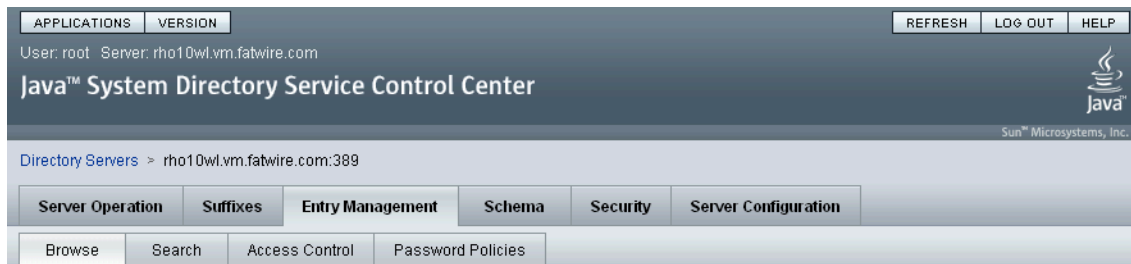 APPLICATIONS VERSION REFRESH LOG OUT HELP
User: root Server: rho10wl.vm.fatwire.com
Java™ System Directory Service Control Center
Java™
Sun™ Microsystems, Inc.
Directory Servers > rho10wl.vm.fatwire.com:389
Server Operation Suffixes Entry Management Schema Security Server Configuration
Browse Search Access Control Password Policies